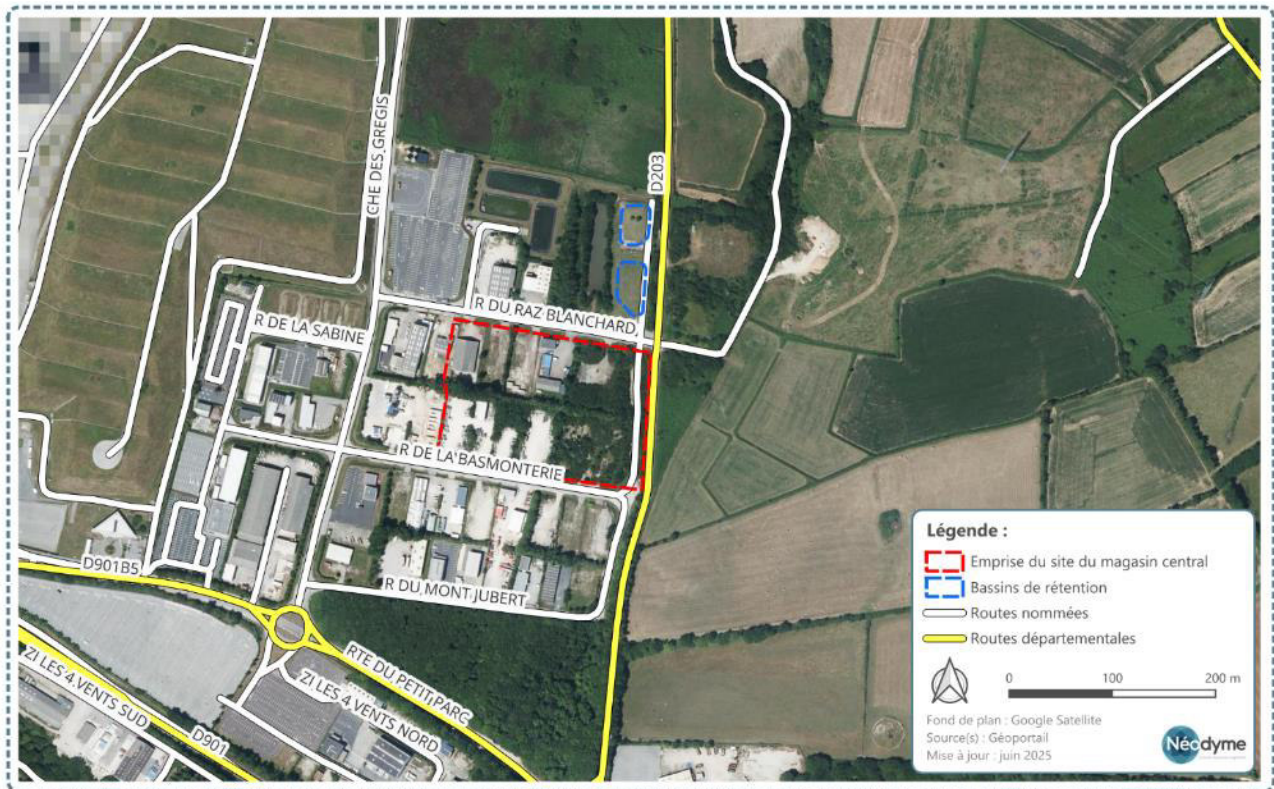 CHE DES GREGIS
D203
R DU RAZ BLANCHARD
R DE LA SABINE
R DE LA BASMONTERIE
R DU MONT JUBERT
D901B5
RTE DU PETIT PARC
ZI LES 4 VENTS SUD
D901
ZI LES 4 VENTS NORD
Légende :
Emprise du site du magasin central
Bassins de rétention
Routes nommées
Routes départementales
0 100 200 m
Fond de plan : Google Satellite
Source(s) : Géoportail
Mise à jour : juin 2025
Néodyme